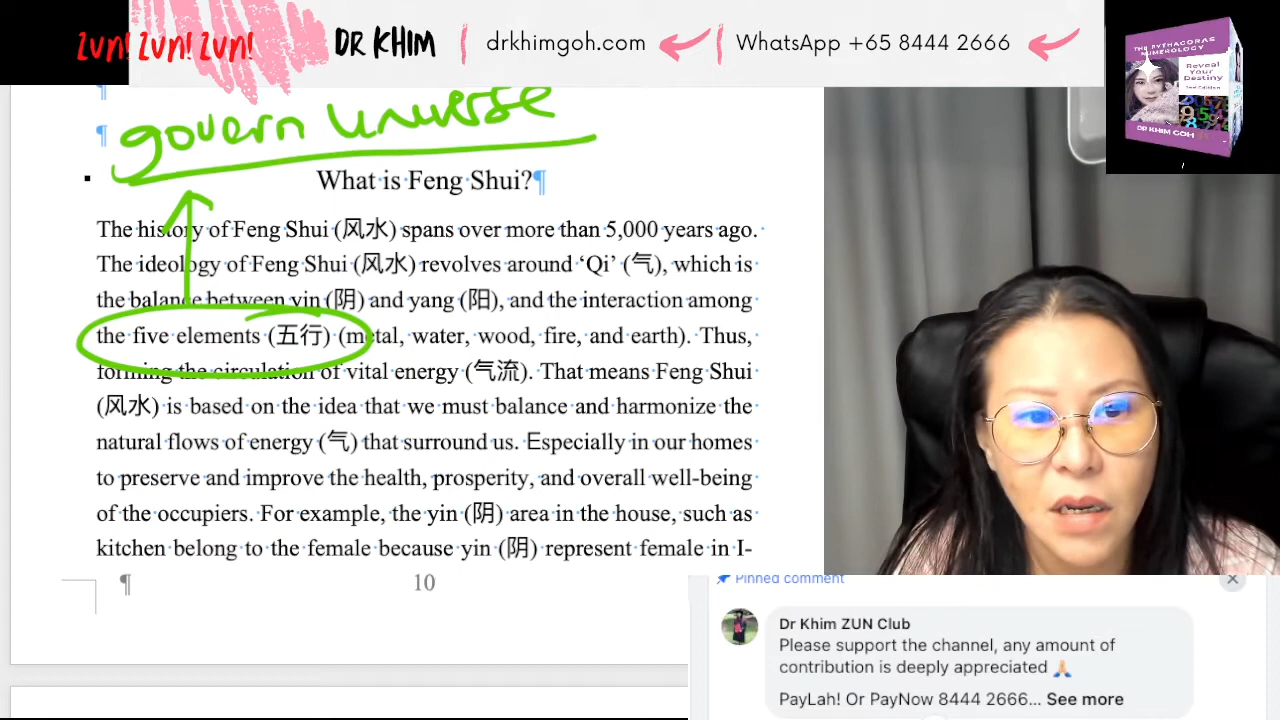 Zun! Zun! Zun!
DR KHIM
drkhimgoh.com
WhatsApp +65 8444 2666
THE PYTHAGORAS
NUMEROLOGY
Reveal
Your
Destiny
2nd Edition
DR KHIM GOH
govern universe
What is Feng Shui?¶
The history of Feng Shui (风水) spans over more than 5,000 years ago.
The ideology of Feng Shui (风水) revolves around ‘Qi’ (气), which is
the balance between yin (阴) and yang (阳), and the interaction among
the five elements (五行) (metal, water, wood, fire, and earth). Thus,
forming the circulation of vital energy (气流). That means Feng Shui
(风水) is based on the idea that we must balance and harmonize the
natural flows of energy (气) that surround us. Especially in our homes
to preserve and improve the health, prosperity, and overall well-being
of the occupiers. For example, the yin (阴) area in the house, such as
kitchen belong to the female because yin (阴) represent female in I-
¶
10
Pinned comment
Dr Khim ZUN Club
Please support the channel, any amount of
contribution is deeply appreciated 🙏🏻
PayLah! Or PayNow 8444 2666... See more